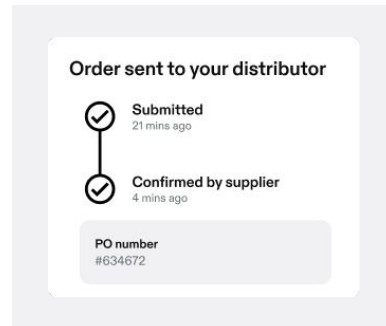 Order sent to your distributor
Submitted
21 mins ago
Confirmed by supplier
4 mins ago
PO number
#634672